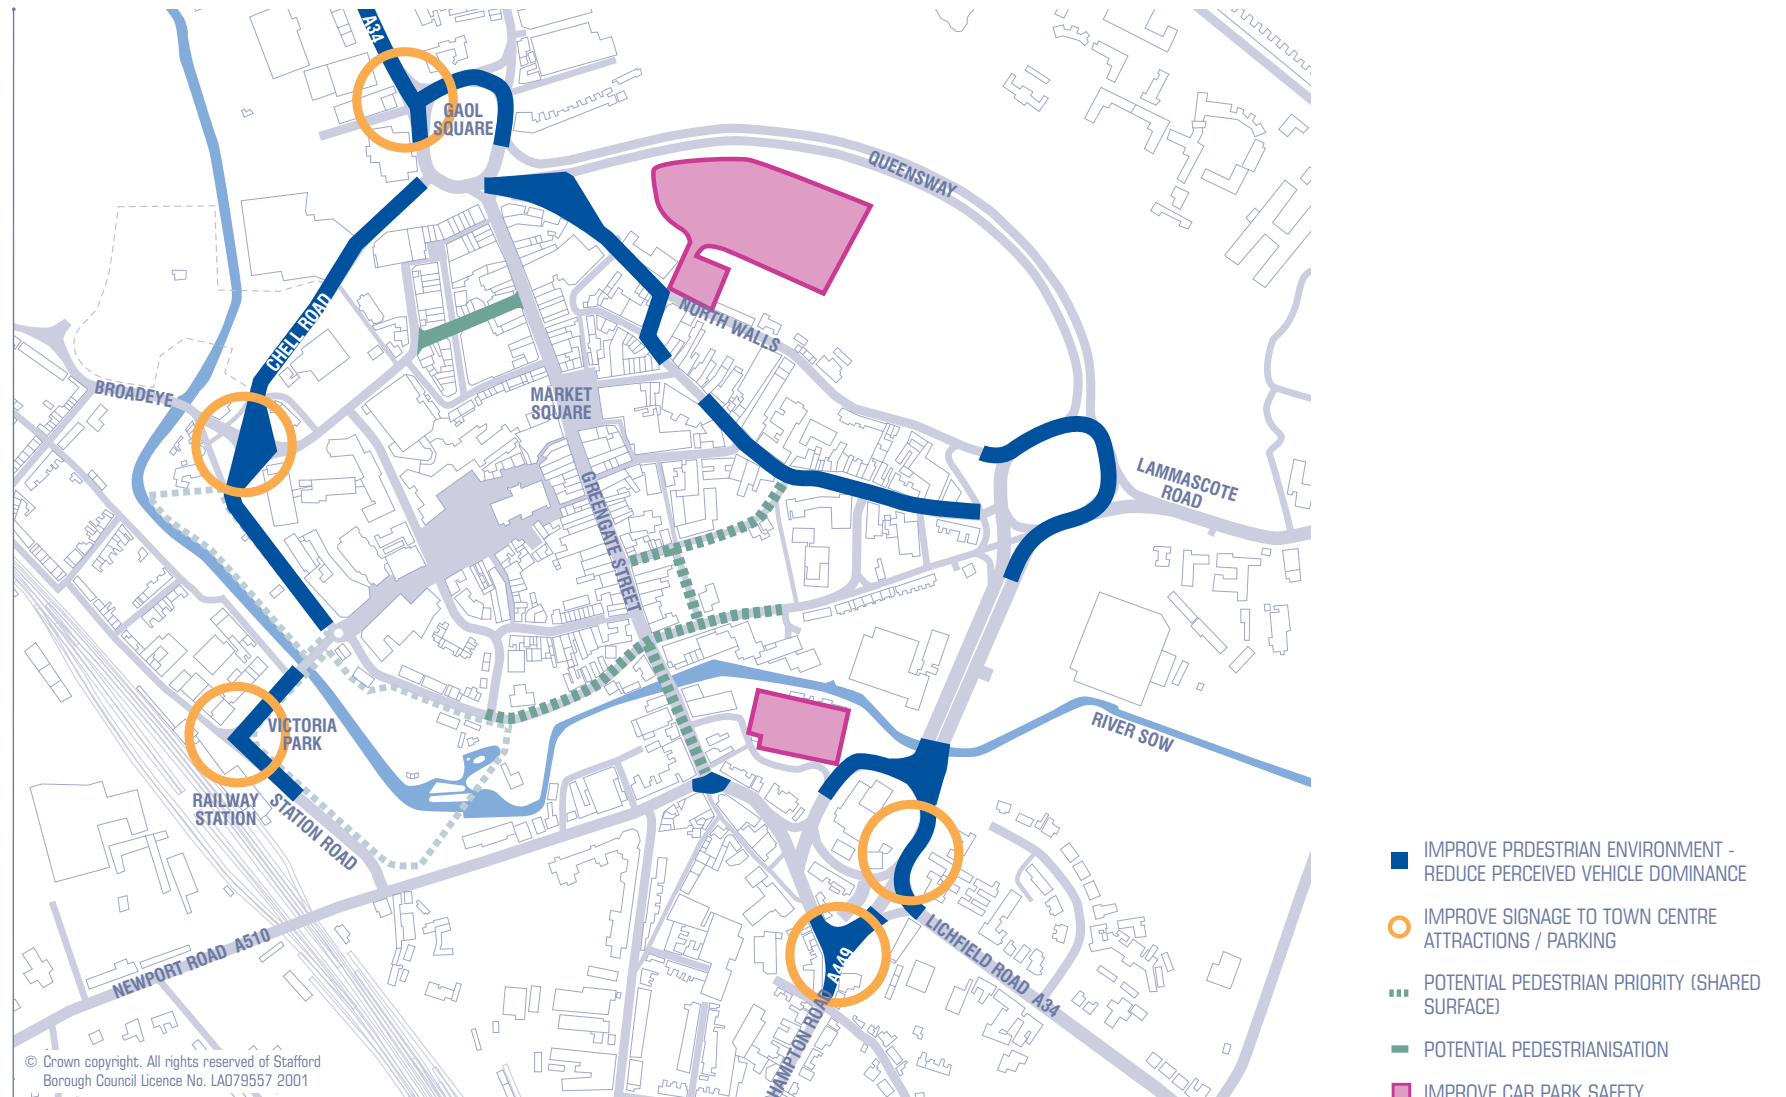 A34
GAOL
SQUARE
QUEENSWAY
CHELL ROAD
NORTH WALLS
BROADEYE
MARKET
SQUARE
LAMMASCOTE
ROAD
GREENGATE STREET
RIVER SOW
VICTORIA
PARK
RAILWAY
STATION
STATION ROAD
NEWPORT ROAD A510
LICHFIELD ROAD A34
HAMPTON ROAD A449
© Crown copyright. All rights reserved of Stafford
Borough Council Licence No. LA079557 2001
IMPROVE PRDESTRIAN ENVIRONMENT -
REDUCE PERCEIVED VEHICLE DOMINANCE
IMPROVE SIGNAGE TO TOWN CENTRE
ATTRACTIONS / PARKING
POTENTIAL PEDESTRIAN PRIORITY (SHARED
SURFACE)
POTENTIAL PEDESTRIANISATION
IMPROVE CAR PARK SAFETY